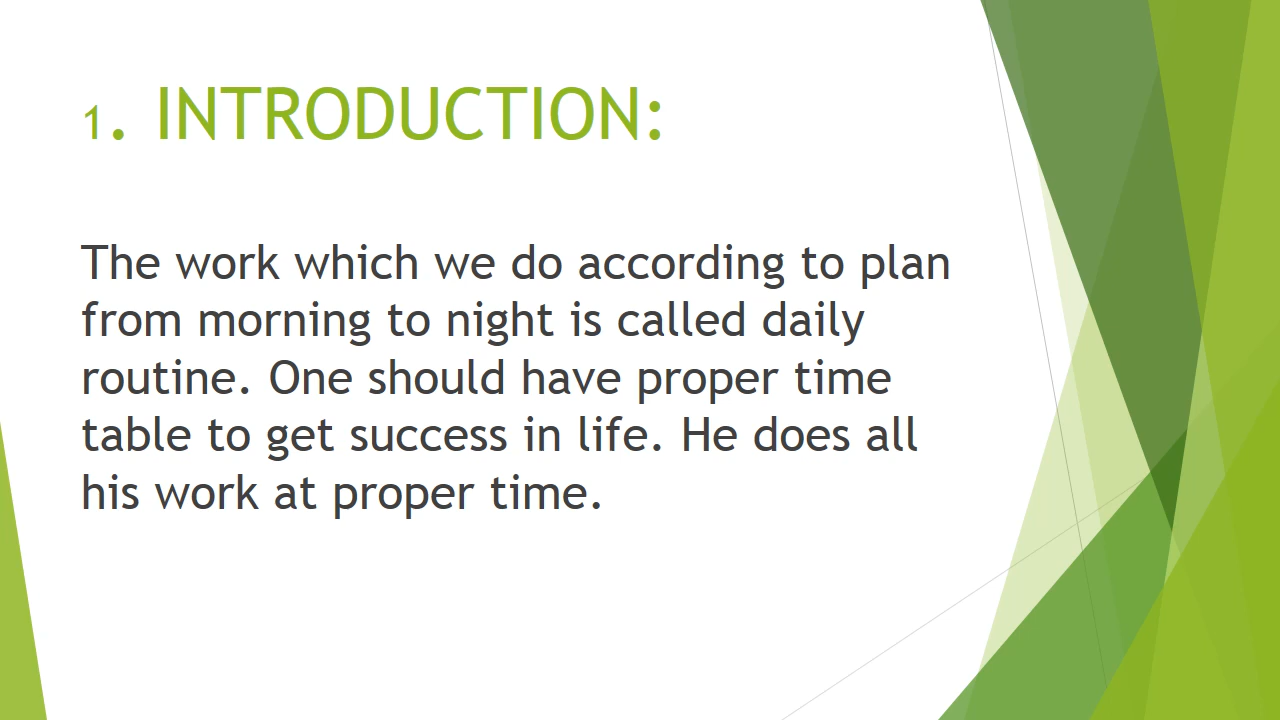 1. INTRODUCTION:
The work which we do according to plan
from morning to night is called daily
routine. One should have proper time
table to get success in life. He does all
his work at proper time.